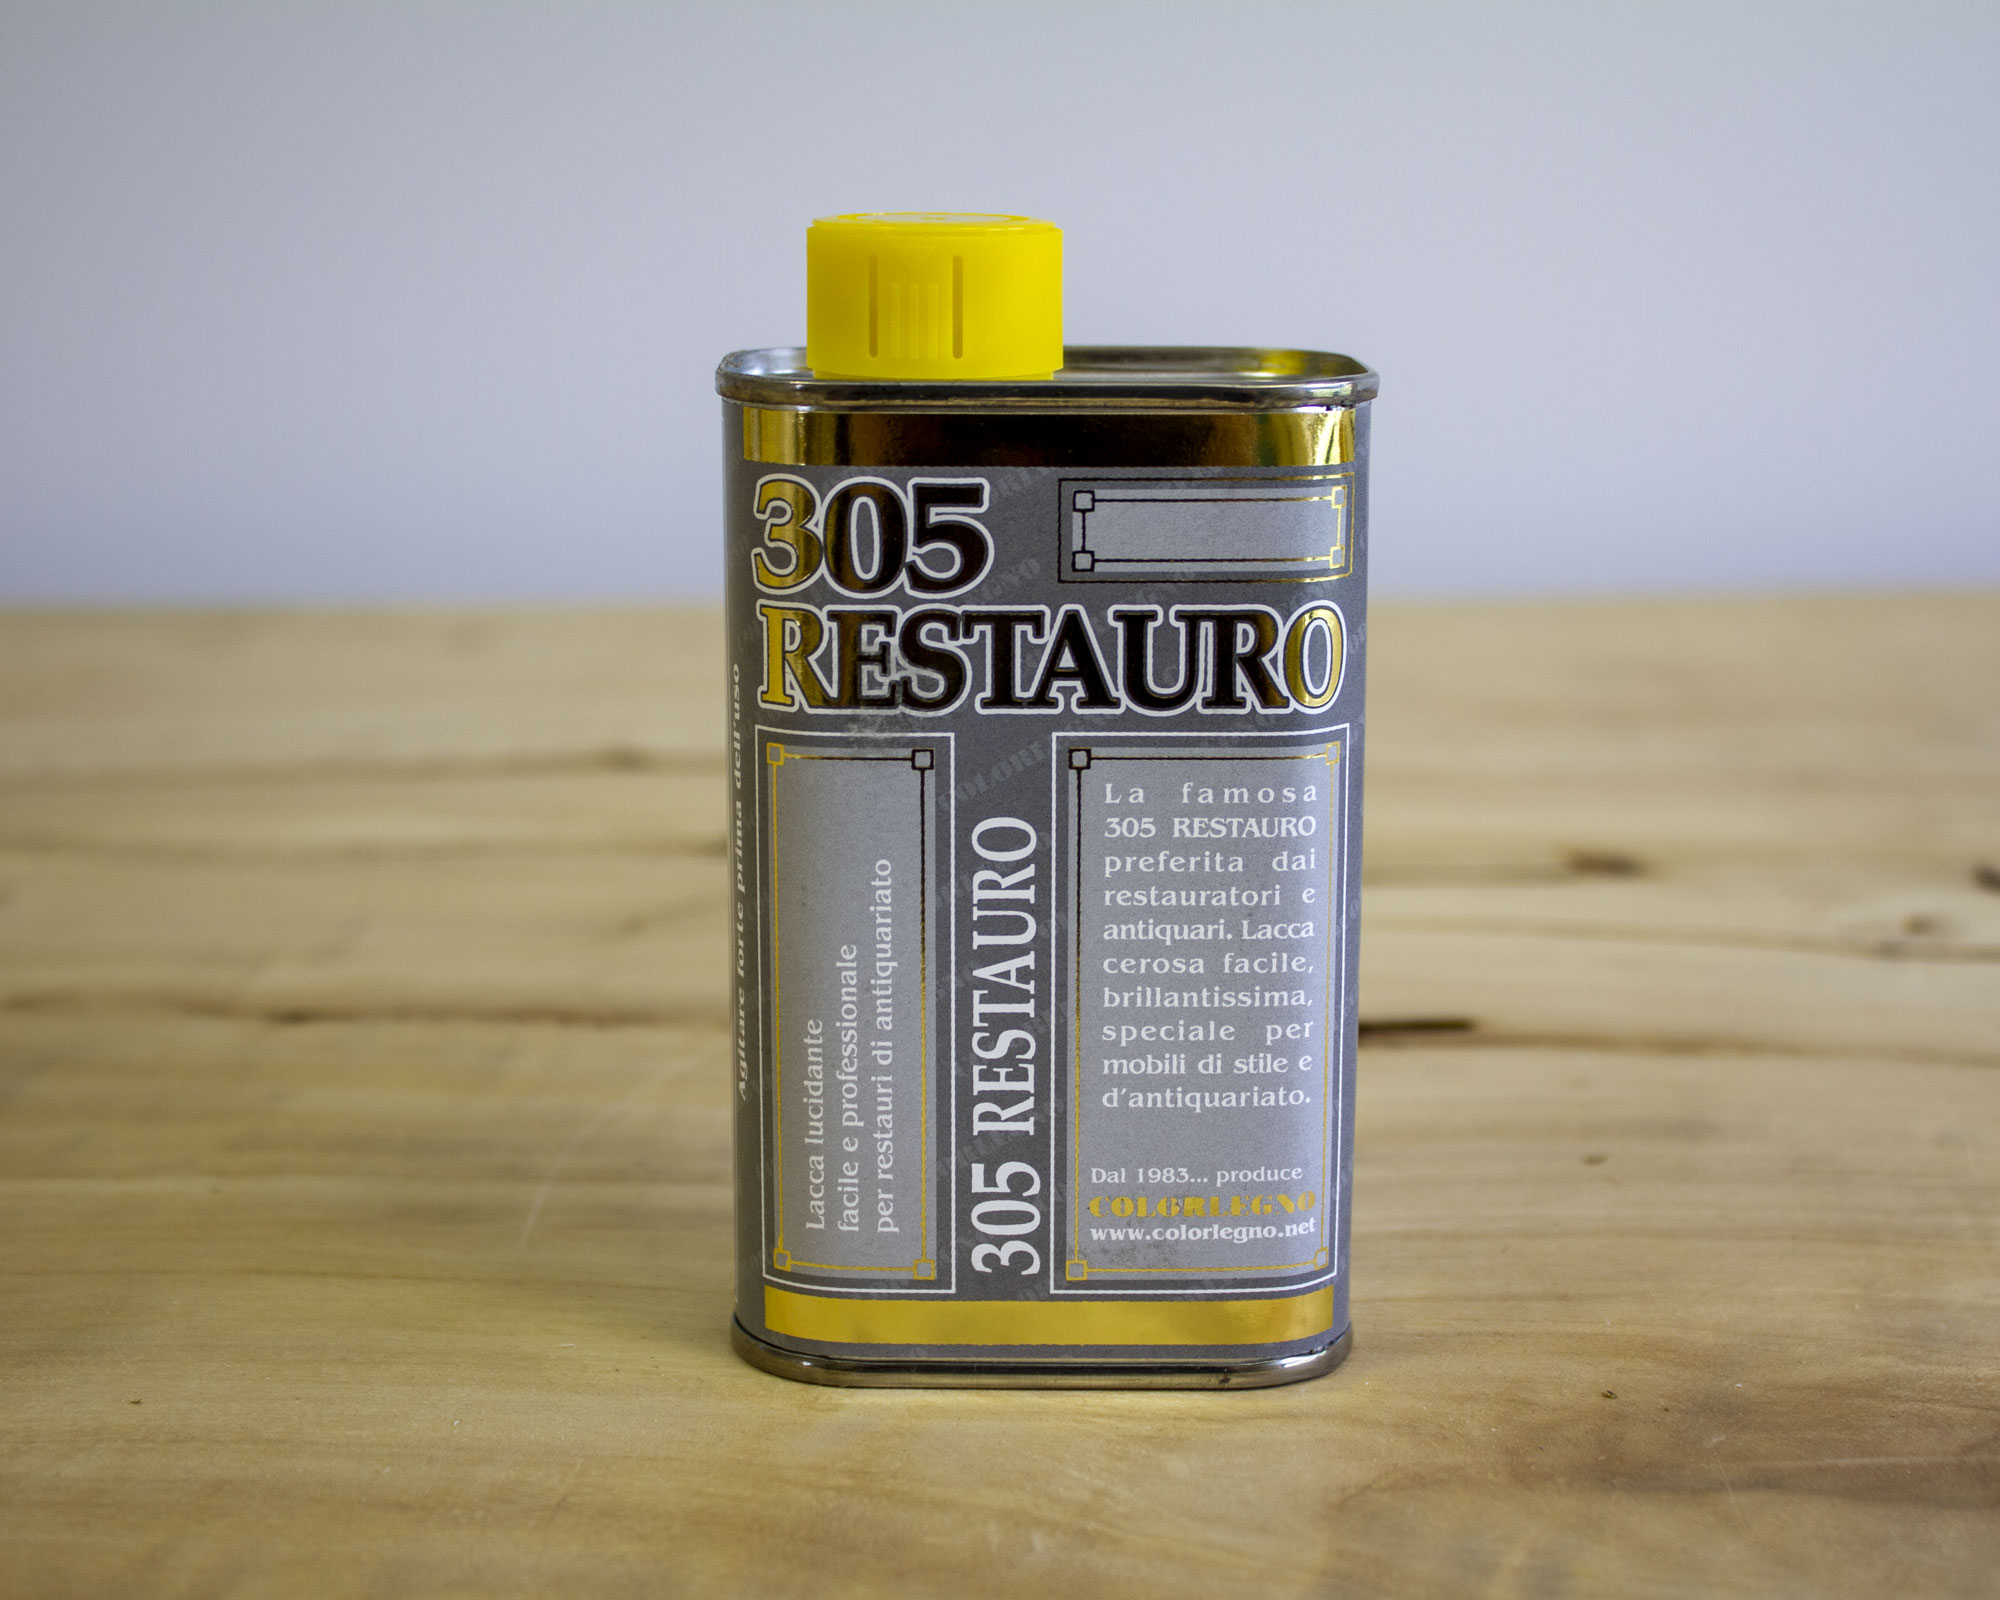 305
RESTAURO
Agitare forte prima dell'uso
Lacca lucidante
facile e professionale
per restauri di antiquariato
305 RESTAURO
La famosa
305 RESTAURO
preferita dai
restauratori e
antiquari. Lacca
cerosa facile,
brillantissima,
speciale per
mobili di stile e
d'antiquariato.
Dal 1983... produce
COLORLEGNO
www.colorlegno.net